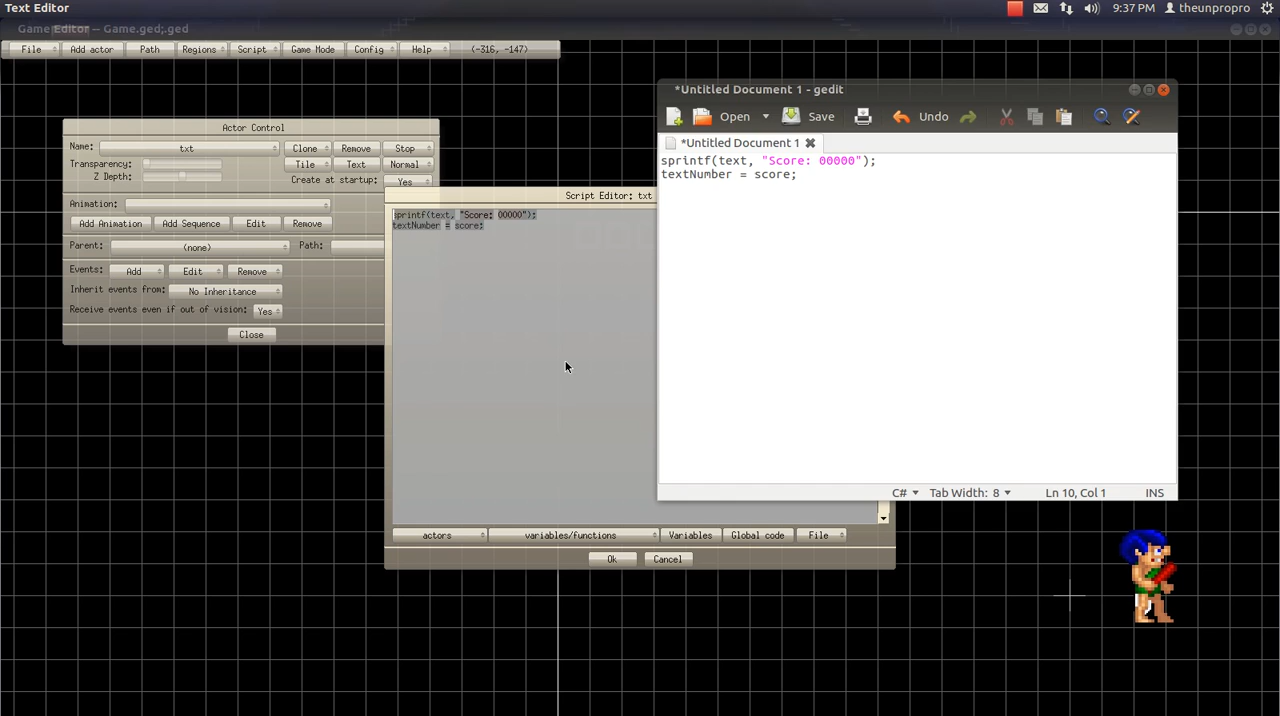 Text Editor
9:37 PM theunpropro
Game Editor — Game.ged;.ged
File Add actor Path Regions Script Game Mode Config Help (-316, -147)
Actor Control
Name: txt Clone Remove Stop
Transparency: Tile Text Normal
Z Depth: Create at startup: Yes
Animation:
Add Animation Add Sequence Edit Remove
Parent: (none) Path:
Events: Add Edit Remove
Inherit events from: No Inheritance
Receive events even if out of vision: Yes
Close
Script Editor: txt
sprintf(text, "Score: 00000");
textNumber = score;
actors variables/functions Variables Global code File
Ok Cancel
*Untitled Document 1 - gedit
Open Save Undo
*Untitled Document 1
sprintf(text, "Score: 00000");
textNumber = score;
C# Tab Width: 8 Ln 10, Col 1 INS